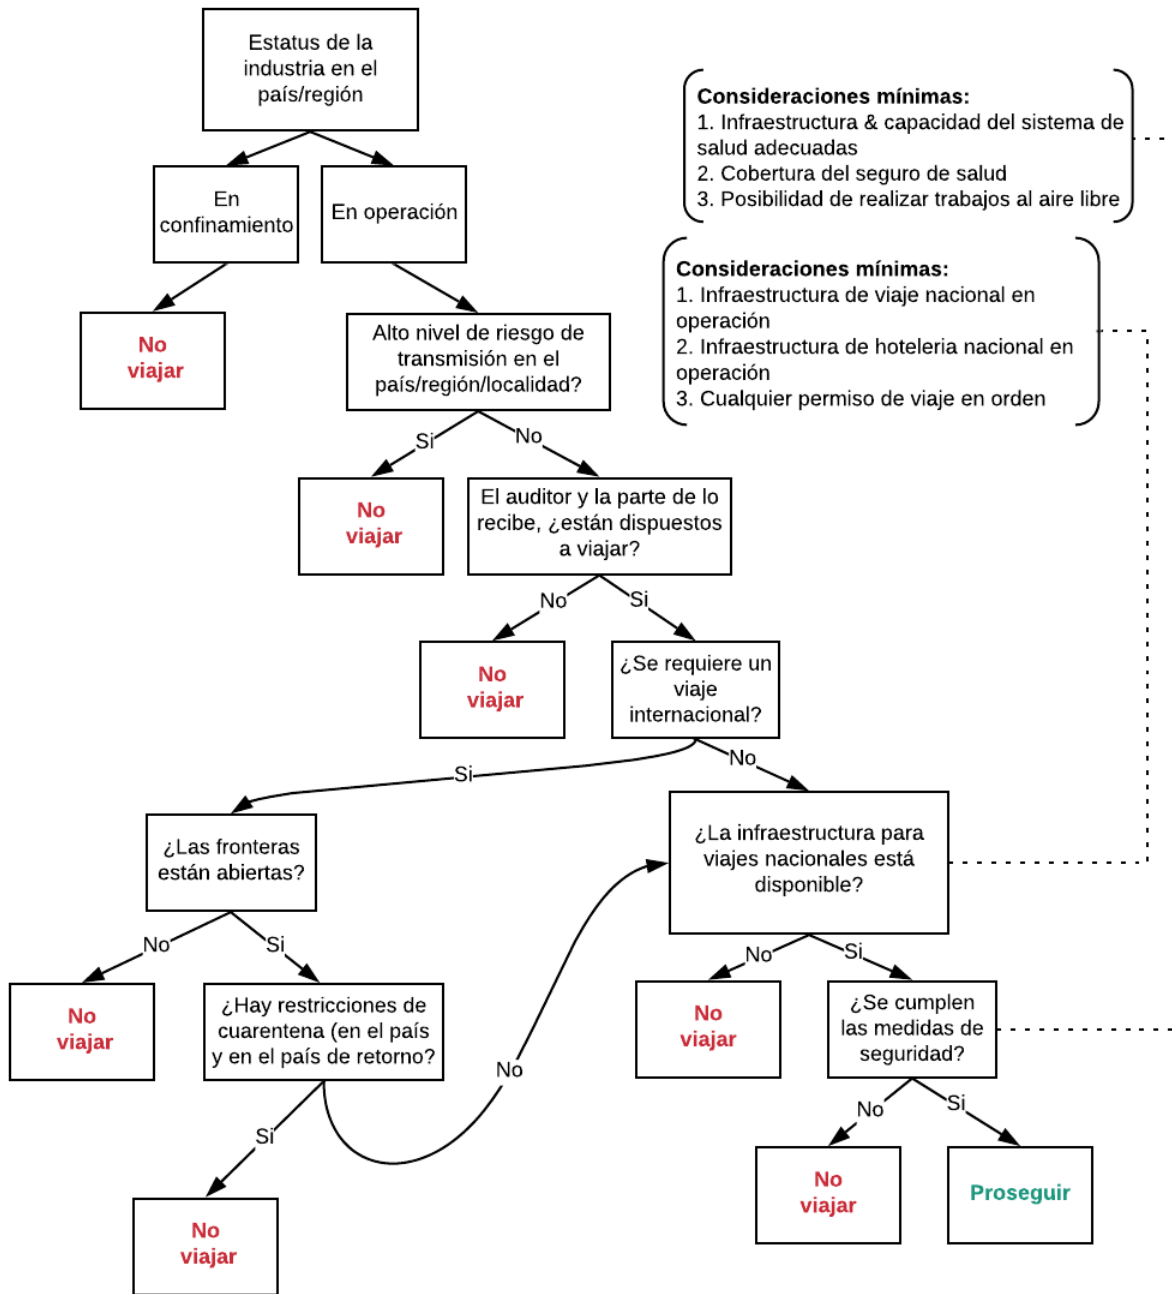 Estatus de la
industria en el
país/región
Consideraciones mínimas:
1. Infraestructura & capacidad del sistema de
salud adecuadas
2. Cobertura del seguro de salud
3. Posibilidad de realizar trabajos al aire libre
En
confinamiento
En operación
Consideraciones mínimas:
1. Infraestructura de viaje nacional en
operación
2. Infraestructura de hoteleria nacional en
operación
3. Cualquier permiso de viaje en orden
No
viajar
Alto nivel de riesgo de
transmisión en el
país/región/localidad?
Si
No
No
viajar
El auditor y la parte de lo
recibe, ¿están dispuestos
a viajar?
No
Si
No
viajar
¿Se requiere un
viaje
internacional?
Si
No
¿Las fronteras
están abiertas?
¿La infraestructura para
viajes nacionales está
disponible?
No
Si
No
Si
No
viajar
¿Hay restricciones de
cuarentena (en el país
y en el país de retorno?
No
viajar
¿Se cumplen
las medidas de
seguridad?
Si
No
No
Si
No
viajar
No
viajar
Proseguir